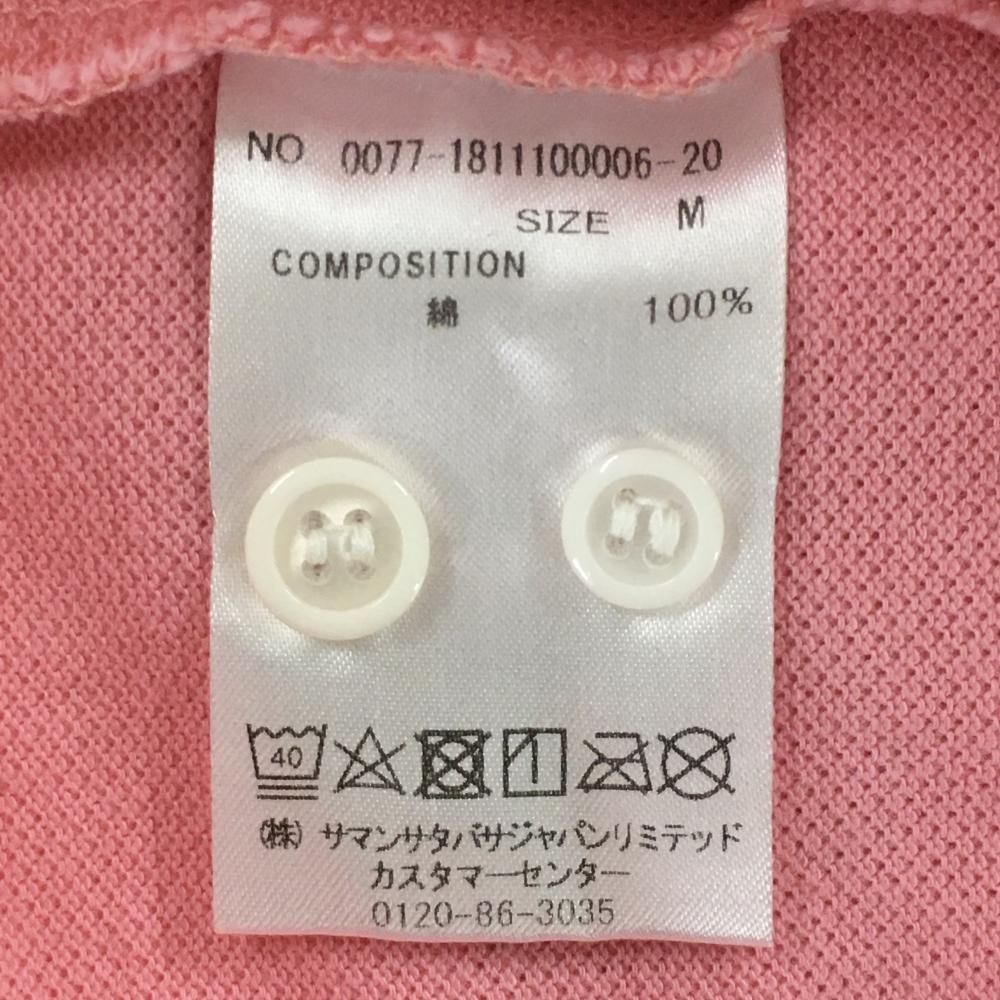 NO 0077-1811100006-20
SIZE M
COMPOSITION
綿 100%
40
(株) サマンサタバサジャパンリミテッド
カスタマーセンター
0120-86-3035